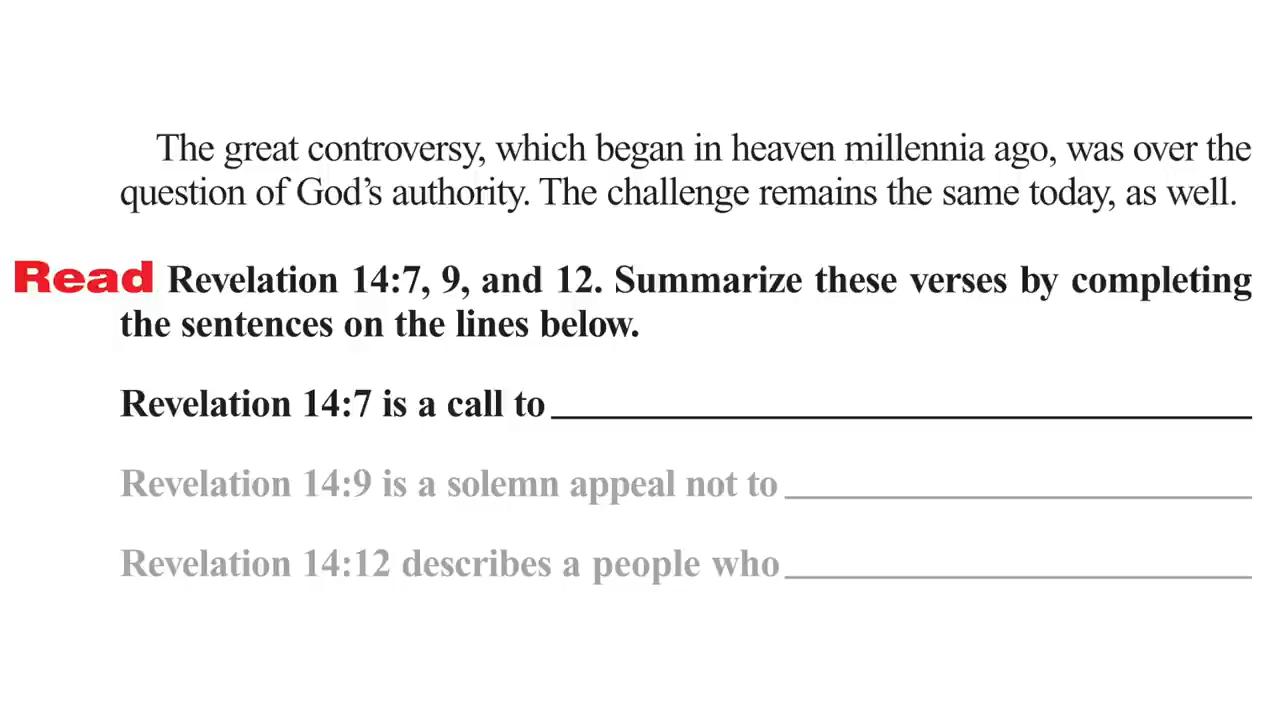 The great controversy, which began in heaven millennia ago, was over the
question of God’s authority. The challenge remains the same today, as well.
Read Revelation 14:7, 9, and 12. Summarize these verses by completing
the sentences on the lines below.
Revelation 14:7 is a call to
Revelation 14:9 is a solemn appeal not to
Revelation 14:12 describes a people who